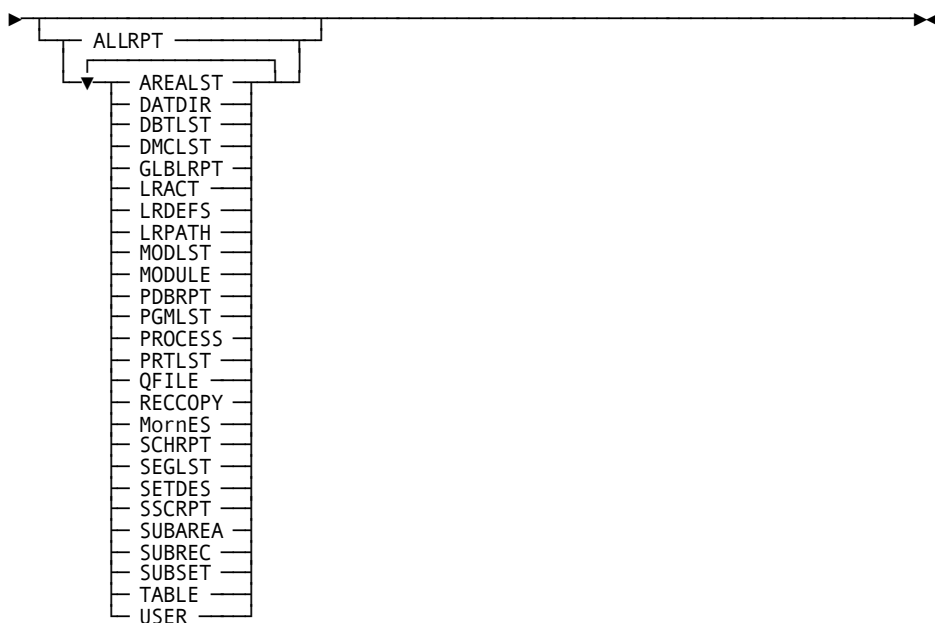 ALLRPT
AREALST
DATDIR
DBTLST
DMCLST
GLBLRPT
LRACT
LRDEFS
LRPATH
MODLST
MODULE
PDBRPT
PGMLST
PROCESS
PRTLST
QFILE
RECCOPY
MornES
SCHRPT
SEGLST
SETDES
SSCRPT
SUBAREA
SUBREC
SUBSET
TABLE
USER